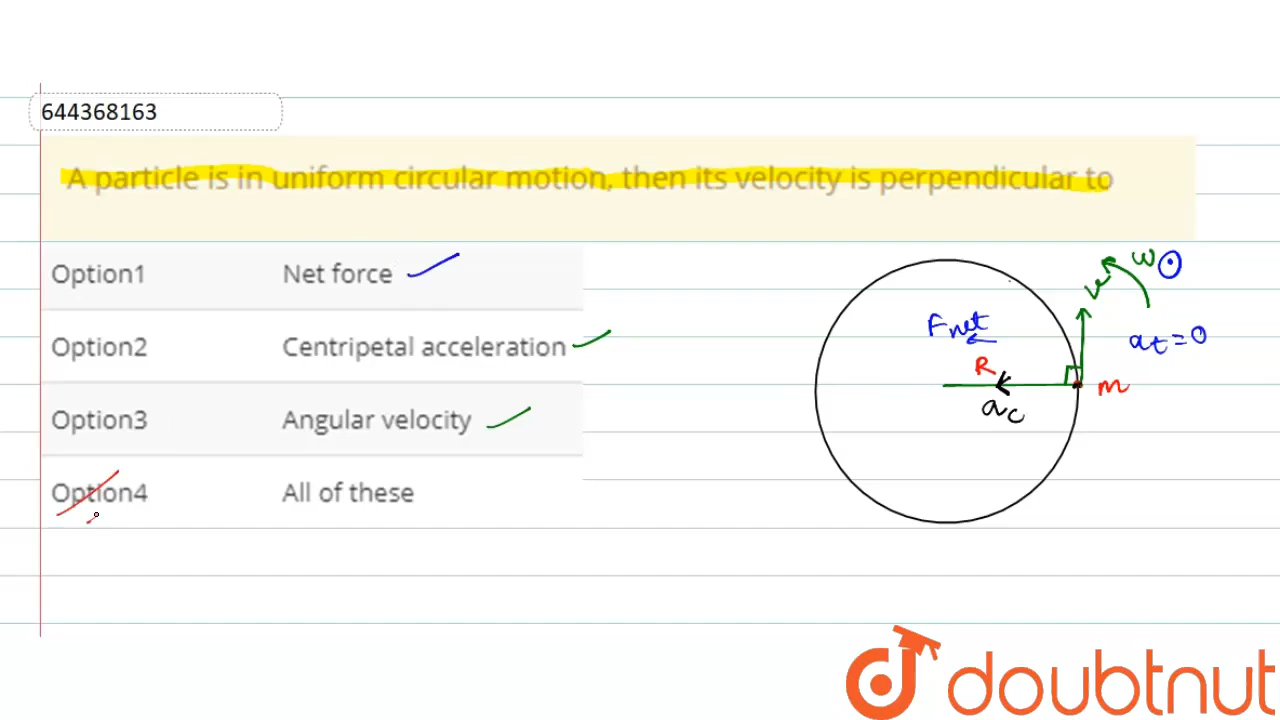 644368163
A particle is in uniform circular motion, then its velocity is perpendicular to
Option1 Net force
Option2 Centripetal acceleration
Option3 Angular velocity
Option4 All of these
ω
v
Fnet
at=0
R
m
ac
doubtnut